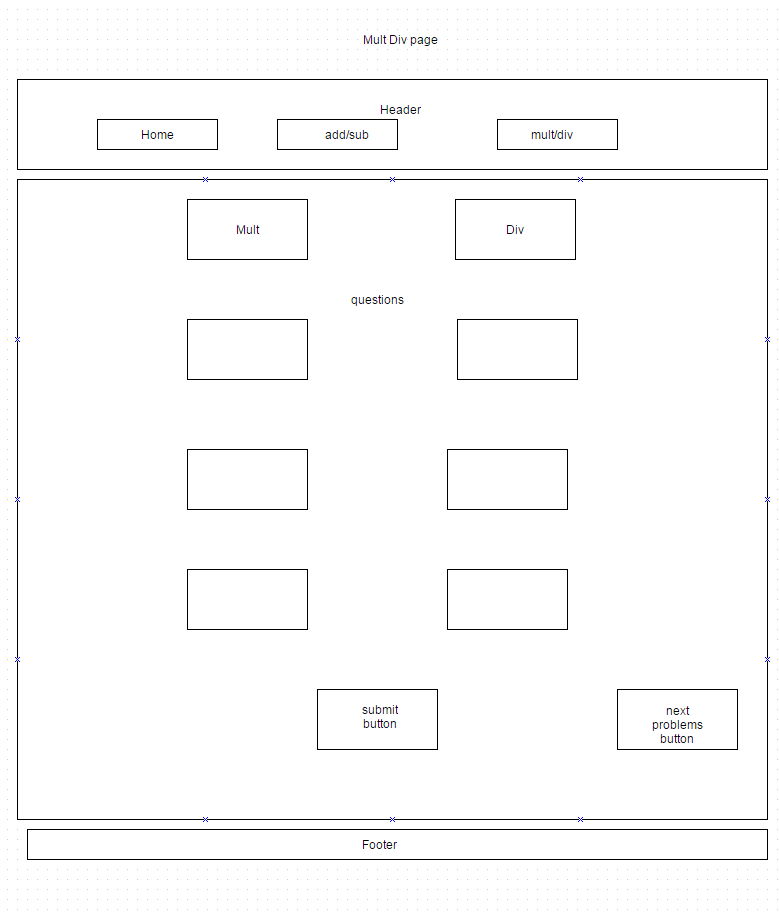 Mult Div page
Header
Home
add/sub
mult/div
Mult
Div
questions
submit
button
next
problems
button
Footer